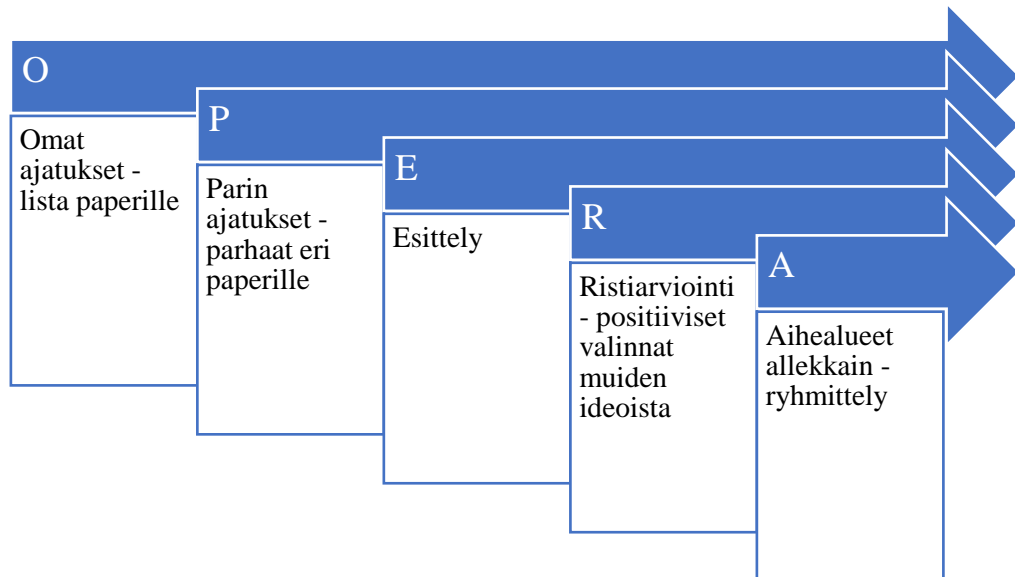 O
Omat
ajatukset -
lista paperille
P
Parin
ajatukset -
parhaat eri
paperille
E
Esittely
R
Ristiarviointi
- positiiviset
valinnat
muiden
ideoista
A
Aihealueet
allekkain -
ryhmittely